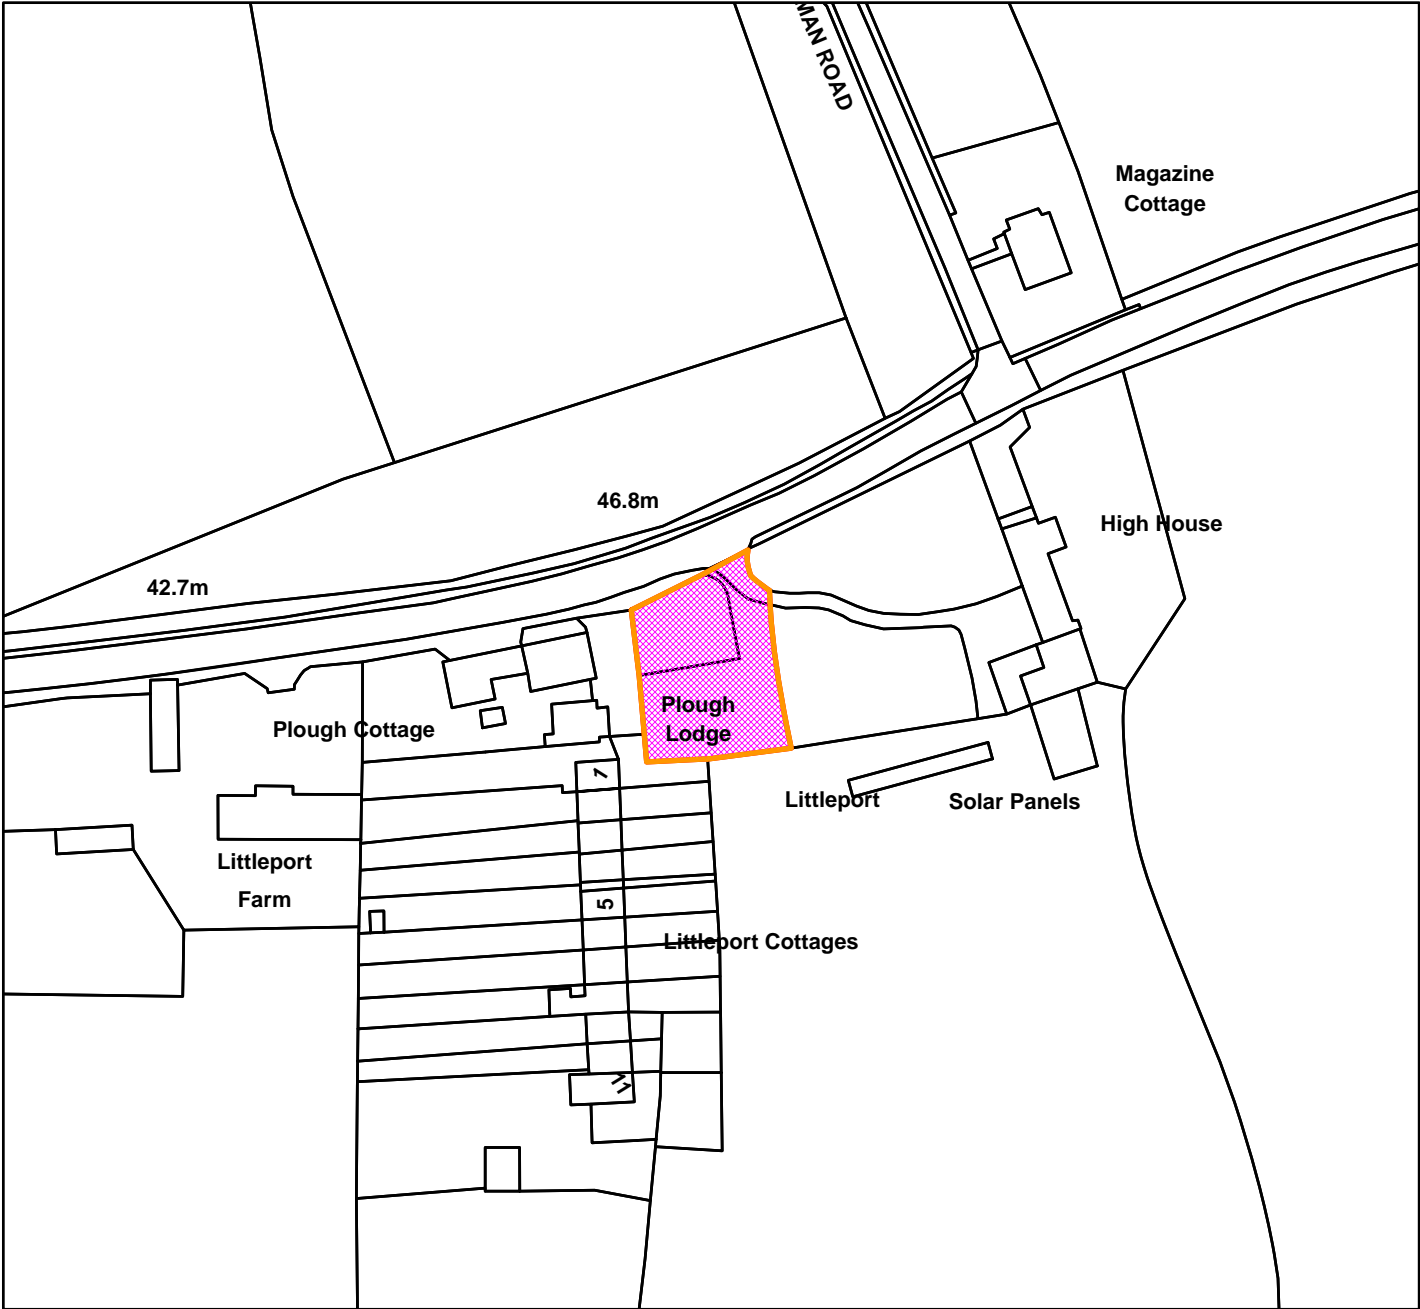 MAN ROAD
Magazine
Cottage
46.8m
High House
42.7m
Plough
Lodge
Plough Cottage
1
Littleport
Solar Panels
Littleport
Farm
5
Littleport Cottages
11